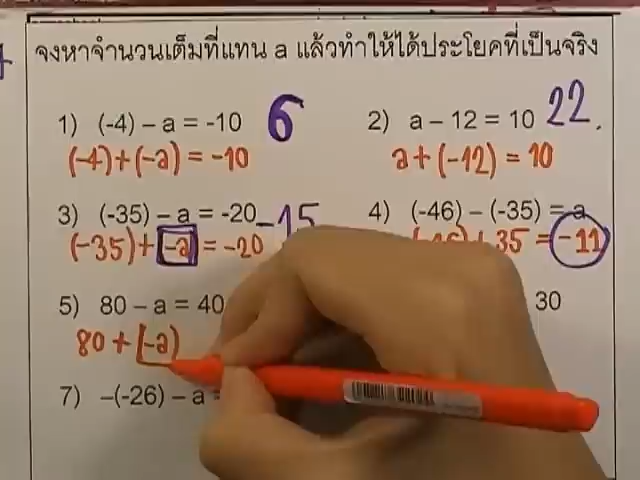 จงหาจำนวนเต็มที่แทน a แล้วทำให้ได้ประโยคที่เป็นจริง
1) (-4) – a = -10 6
(-4)+(-a) = -10
2) a – 12 = 10 22
a+(-12) = 10
3) (-35) – a = -20 -15
(-35)+(-a) = -20
4) (-46) – (-35) = a
+ 35 = -11
5) 80 – a = 40
80 + (-a)
30
7) –(-26) – a =